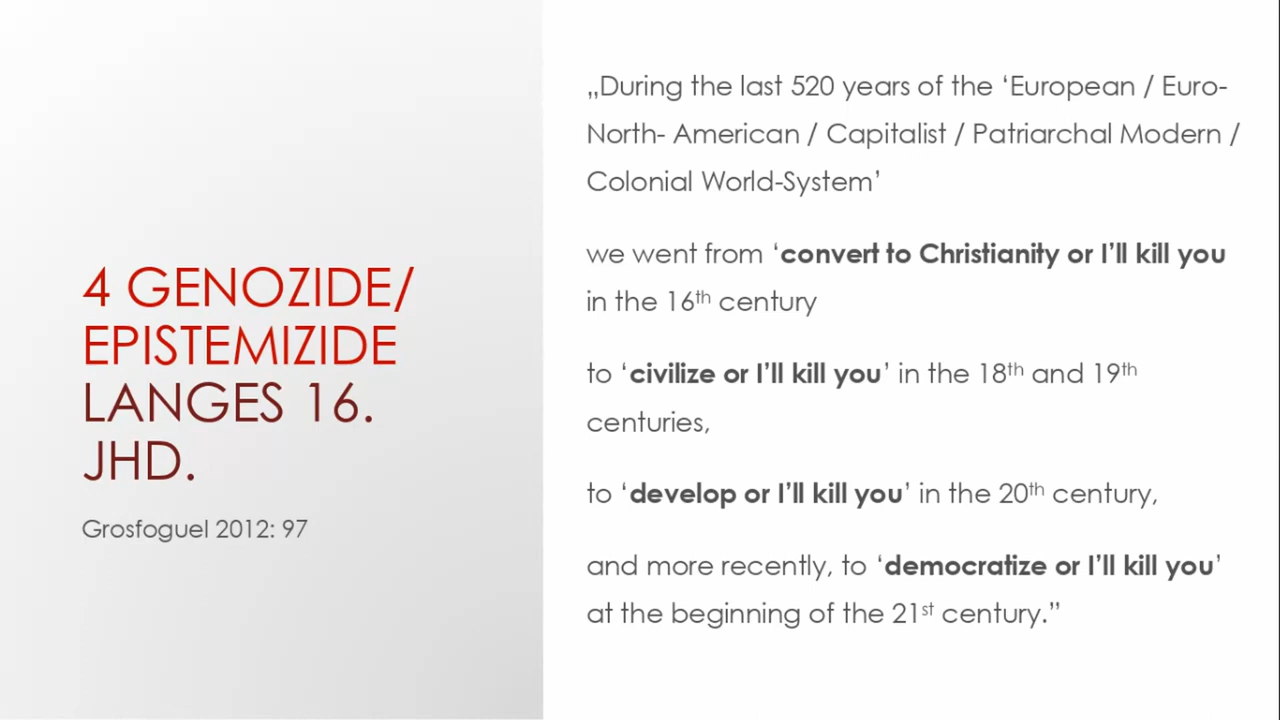 4 GENOZIDE/
EPISTEMIZIDE
LANGES 16.
JHD.
Grosfoguel 2012: 97
„During the last 520 years of the ‘European / Euro-
North- American / Capitalist / Patriarchal Modern /
Colonial World-System’
we went from ‘convert to Christianity or I’ll kill you
in the 16th century
to ‘civilize or I’ll kill you’ in the 18th and 19th
centuries,
to ‘develop or I’ll kill you’ in the 20th century,
and more recently, to ‘democratize or I’ll kill you’
at the beginning of the 21st century.”